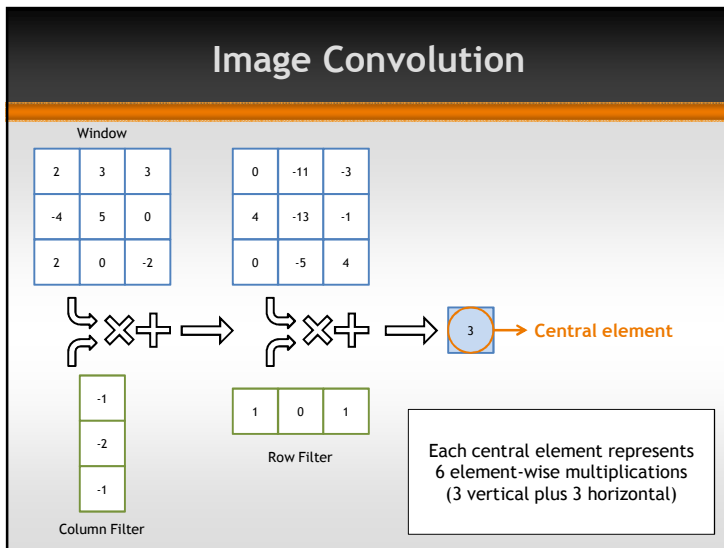 Image Convolution
Window
2 3 3
-4 5 0
2 0 -2
0 -11 -3
4 -13 -1
0 -5 4
3
Central element
-1
-2
-1
Column Filter
1 0 1
Row Filter
Each central element represents
6 element-wise multiplications
(3 vertical plus 3 horizontal)